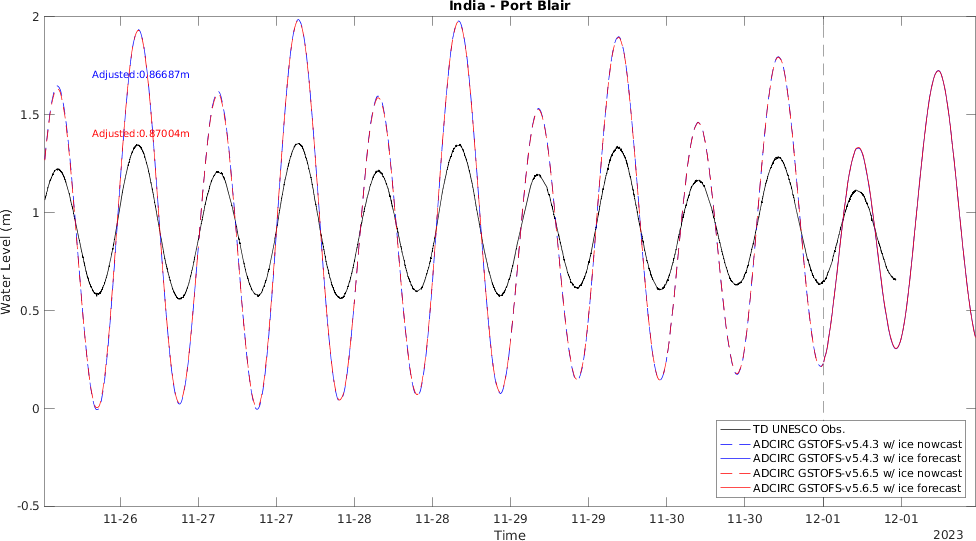 India - Port Blair
2
1.5
1
0.5
0
-0.5
Water Level (m)
Adjusted:0.86687m
Adjusted:0.87004m
TD UNESCO Obs.
ADCIRC GSTOFS-v5.4.3 w/ ice nowcast
ADCIRC GSTOFS-v5.4.3 w/ ice forecast
ADCIRC GSTOFS-v5.6.5 w/ ice nowcast
ADCIRC GSTOFS-v5.6.5 w/ ice forecast
11-26 11-27 11-27 11-28 11-28 11-29 11-29 11-30 11-30 12-01 12-01
Time
2023